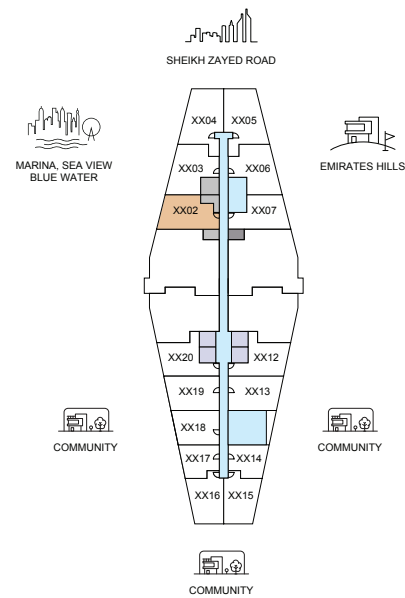 SHEIKH ZAYED ROAD
XX04 XX05
MARINA, SEA VIEW
BLUE WATER
EMIRATES HILLS
XX03 XX06
XX02 XX07
XX20 XX12
XX19 XX13
XX18
COMMUNITY
COMMUNITY
XX17 XX14
XX16 XX15
COMMUNITY